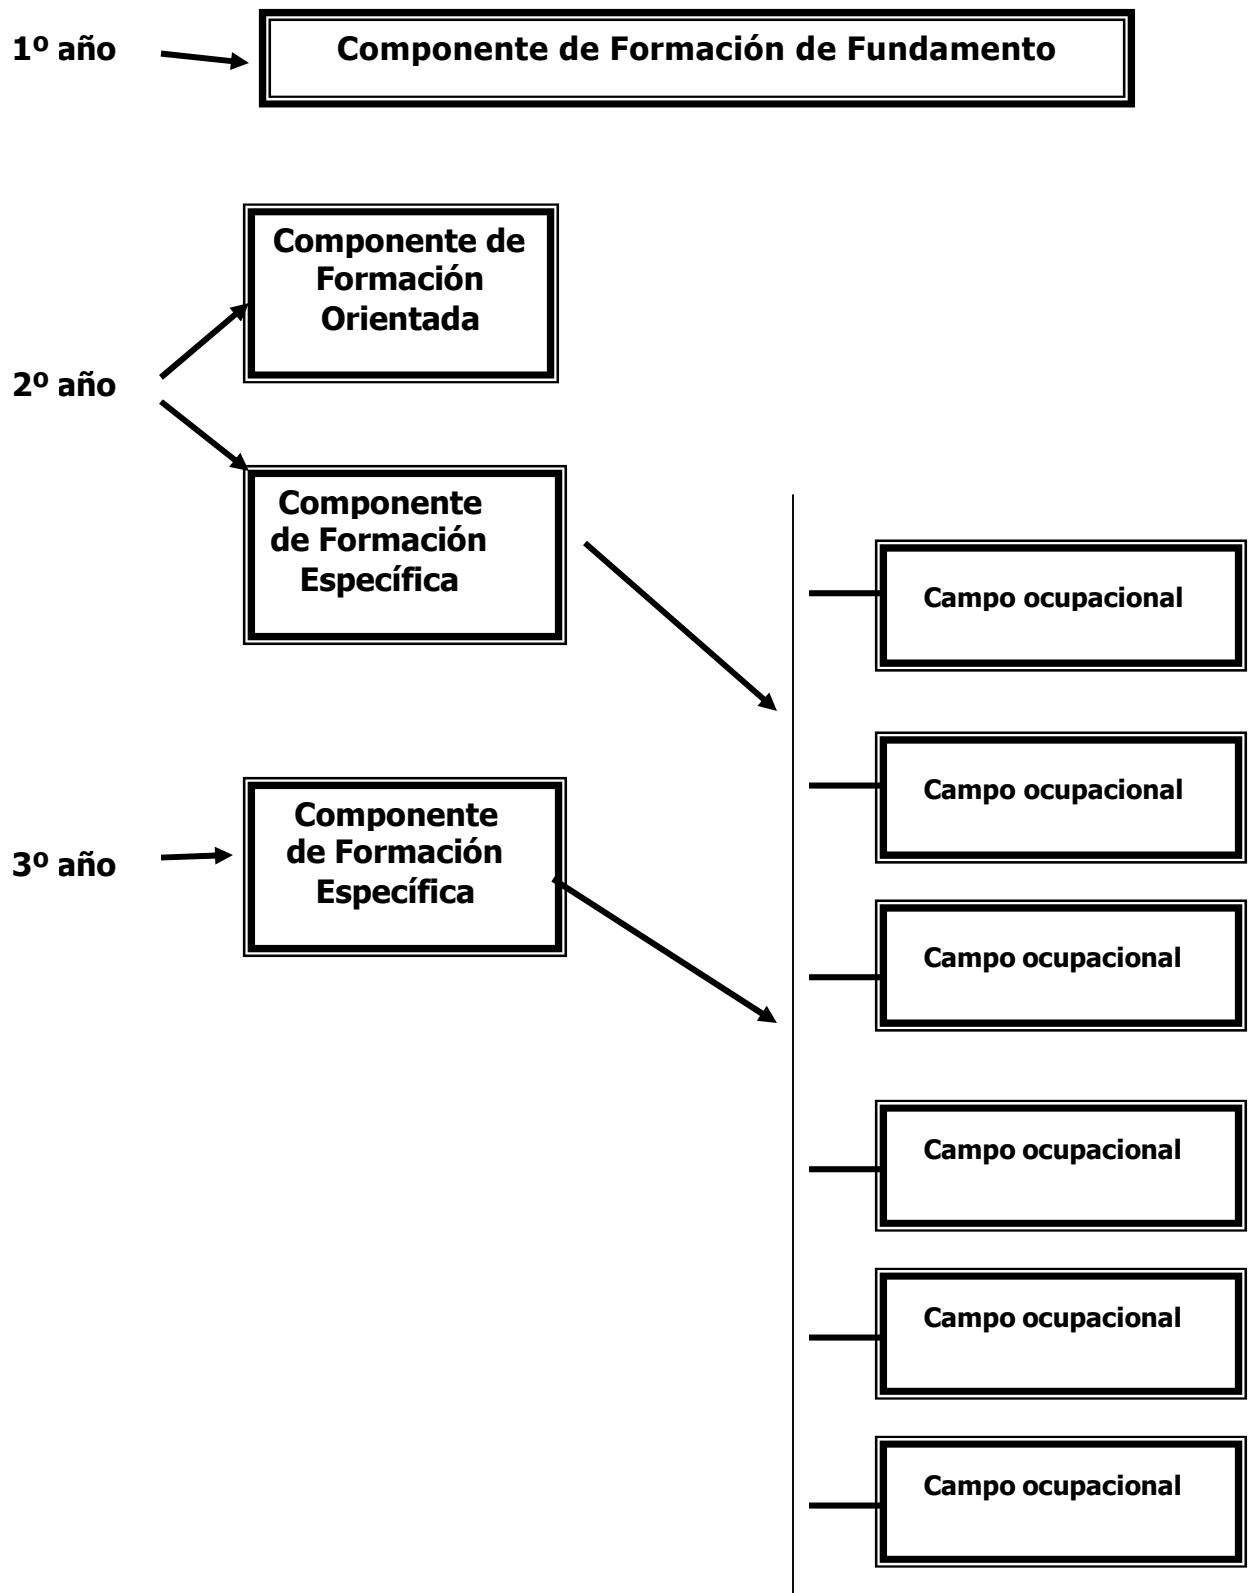 1º año
Componente de Formación de Fundamento
Componente de
Formación
Orientada
2º año
Componente
de Formación
Específica
3º año
Componente
de Formación
Específica
Campo ocupacional
Campo ocupacional
Campo ocupacional
Campo ocupacional
Campo ocupacional
Campo ocupacional